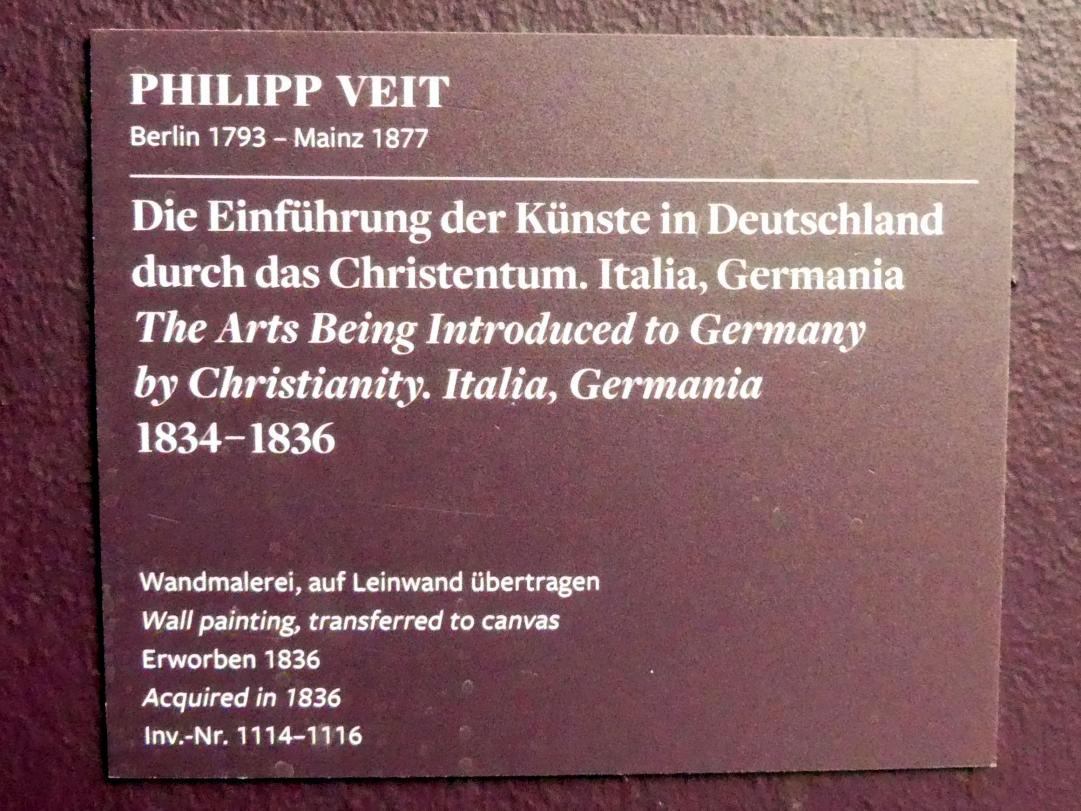 PHILIPP VEIT
Berlin 1793 – Mainz 1877
Die Einführung der Künste in Deutschland
durch das Christentum. Italia, Germania
The Arts Being Introduced to Germany
by Christianity. Italia, Germania
1834–1836
Wandmalerei, auf Leinwand übertragen
Wall painting, transferred to canvas
Erworben 1836
Acquired in 1836
Inv.-Nr. 1114–1116